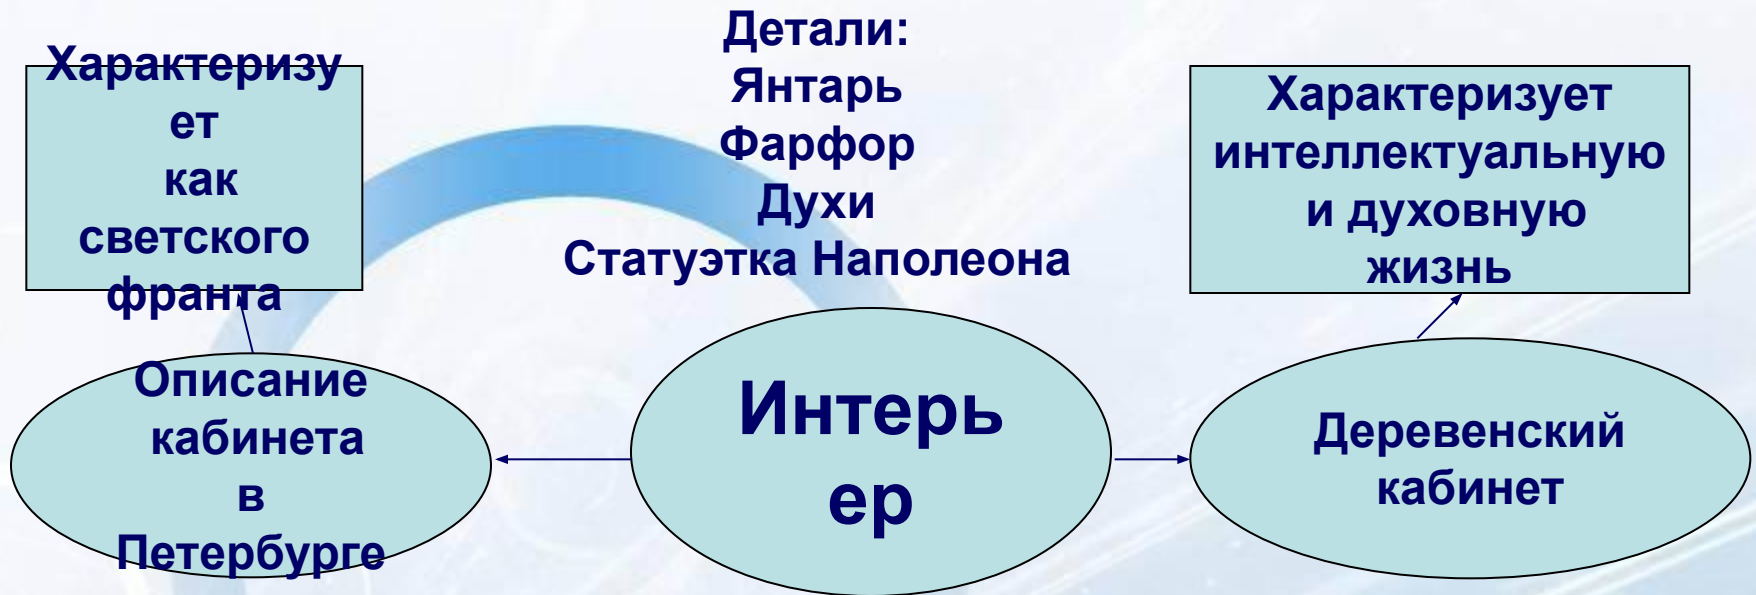 Характеризу
ет
как
светского
франта
Детали:
Янтарь
Фарфор
Духи
Статуэтка Наполеона
Характеризует
интеллектуальную
и духовную
жизнь
Описание
кабинета
в
Петербурге
Интерь
ер
Деревенский
кабинет